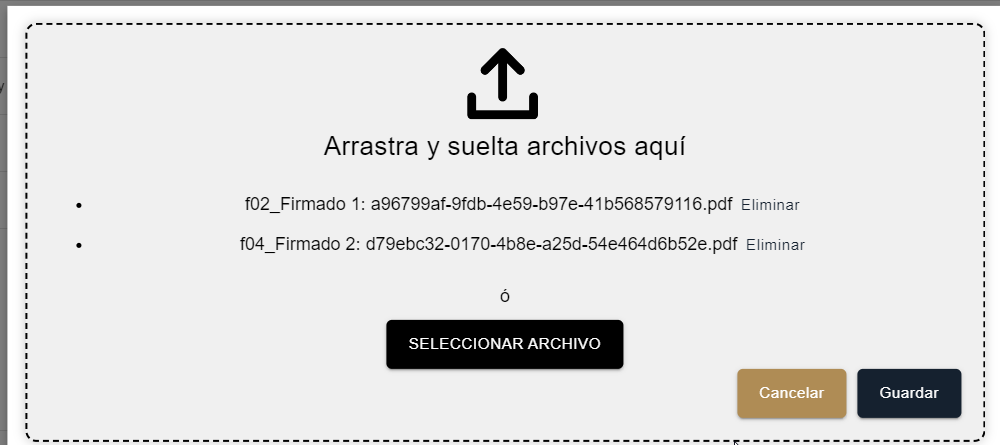 Arrastra y suelta archivos aquí
f02_Firmado 1: a96799af-9fdb-4e59-b97e-41b568579116.pdf Eliminar
f04_Firmado 2: d79ebc32-0170-4b8e-a25d-54e464d6b52e.pdf Eliminar
ó
SELECCIONAR ARCHIVO
Cancelar Guardar